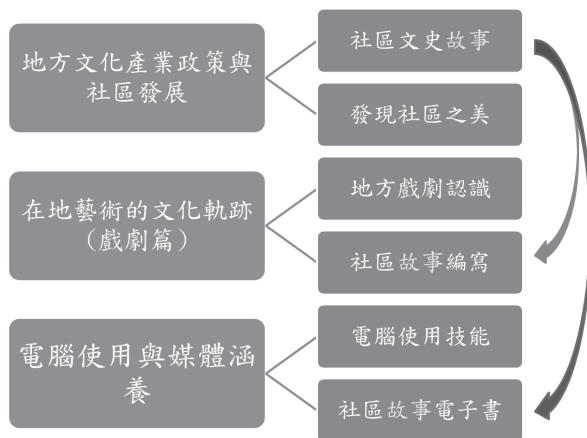 地方文化產業政策與
社區發展
社區文史故事
發現社區之美
在地藝術的文化軌跡
(戲劇篇)
地方戲劇認識
社區故事編寫
電腦使用與媒體涵
養
電腦使用技能
社區故事電子書